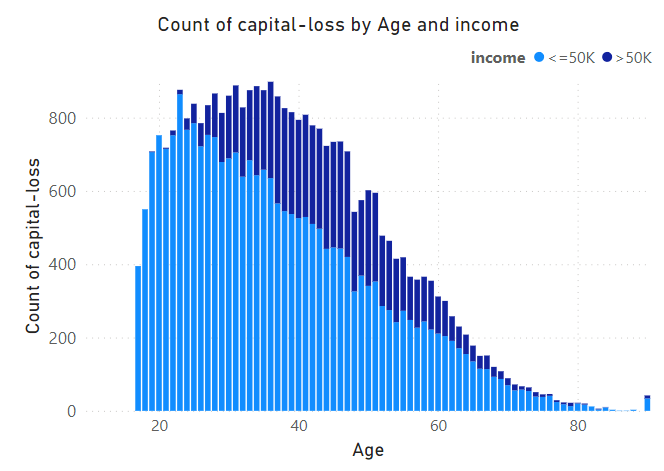 Count of capital-loss by Age and income
income <=50K >50K
Count of capital-loss
800
600
400
200
0
20 40 60 80
Age